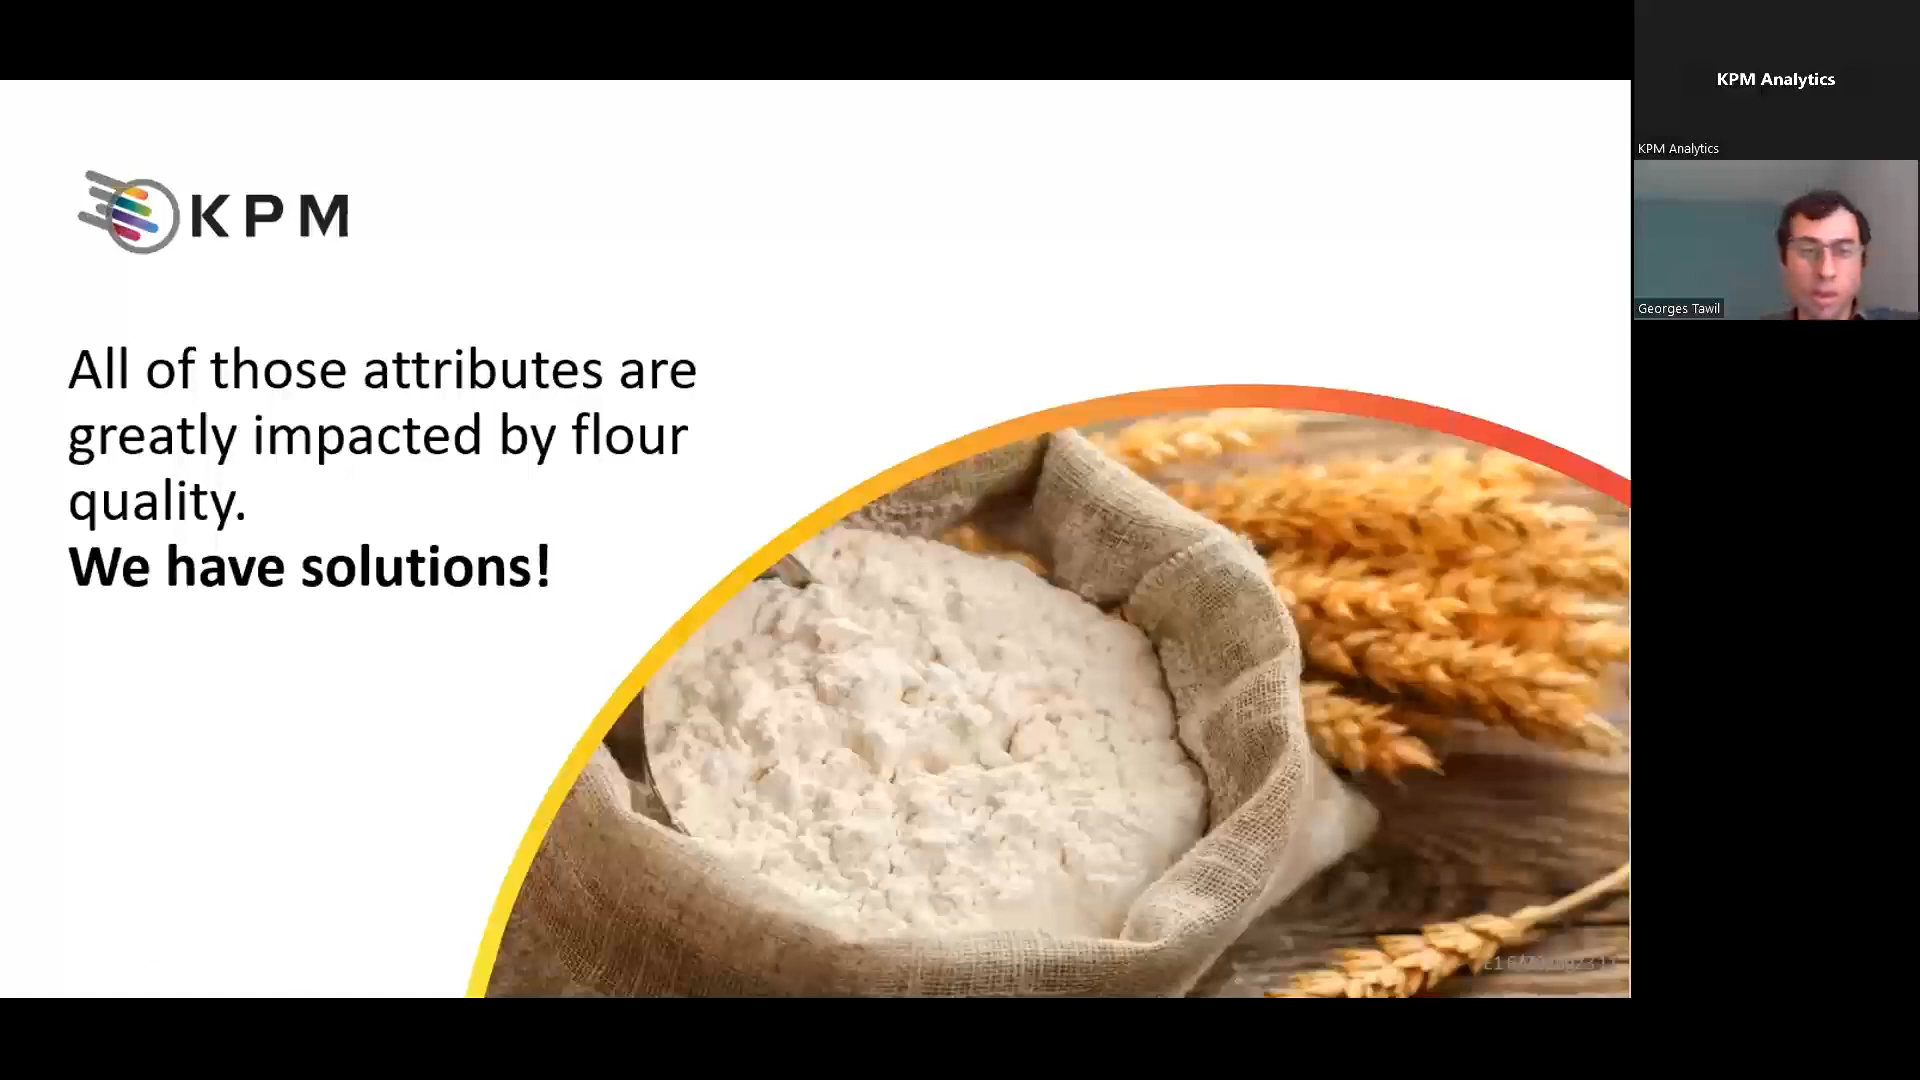 KPM
All of those attributes are
greatly impacted by flour
quality.
We have solutions!
KPM Analytics
KPM Analytics
Georges Tawil